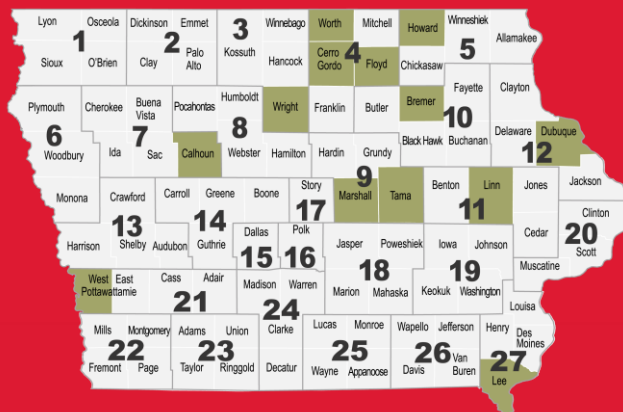 Lyon Osceola Dickinson Emmet Winnebago Worth Mitchell Howard Winneshiek
1 2 3 4 5 Allamakee
Sioux O'Brien Clay Palo Alto Kossuth Hancock Cerro Gordo Floyd Chickasaw
Plymouth Cherokee Buena Vista Pocahontas Humboldt Wright Franklin Butler Bremer Fayette Clayton
6 7 8 10
Woodbury Ida Sac Calhoun Webster Hamilton Hardin Grundy Black Hawk Buchanan Delaware Dubuque
9 12
Monona Crawford Carroll Greene Boone Story Marshall Tama Benton Linn Jones Jackson
13 14 17 11
Harrison Shelby Audubon Guthrie Dallas Polk Jasper Poweshiek Iowa Johnson Cedar Clinton
15 16 18 19 20
Scott
Muscatine
West Pottawattamie East Cass Adair Madison Warren Marion Mahaska Keokuk Washington
21 24
Louisa
Mills Montgomery Adams Union Clarke Lucas Monroe Wapello Jefferson Henry Des Moines
22 23 25 26 27
Fremont Page Taylor Ringgold Decatur Wayne Appanoose Davis Van Buren Lee